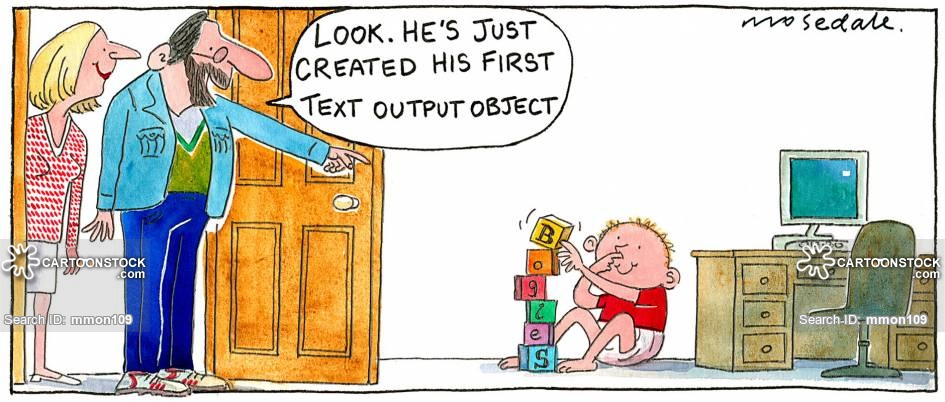 mosedale.
LOOK. HE'S JUST
CREATED HIS FIRST
TEXT OUTPUT OBJECT
B
o
g
i
e
S
CARTOONSTOCK
.com
Search ID: mmon109
CARTOONSTOCK
.com
Search ID: mmon109